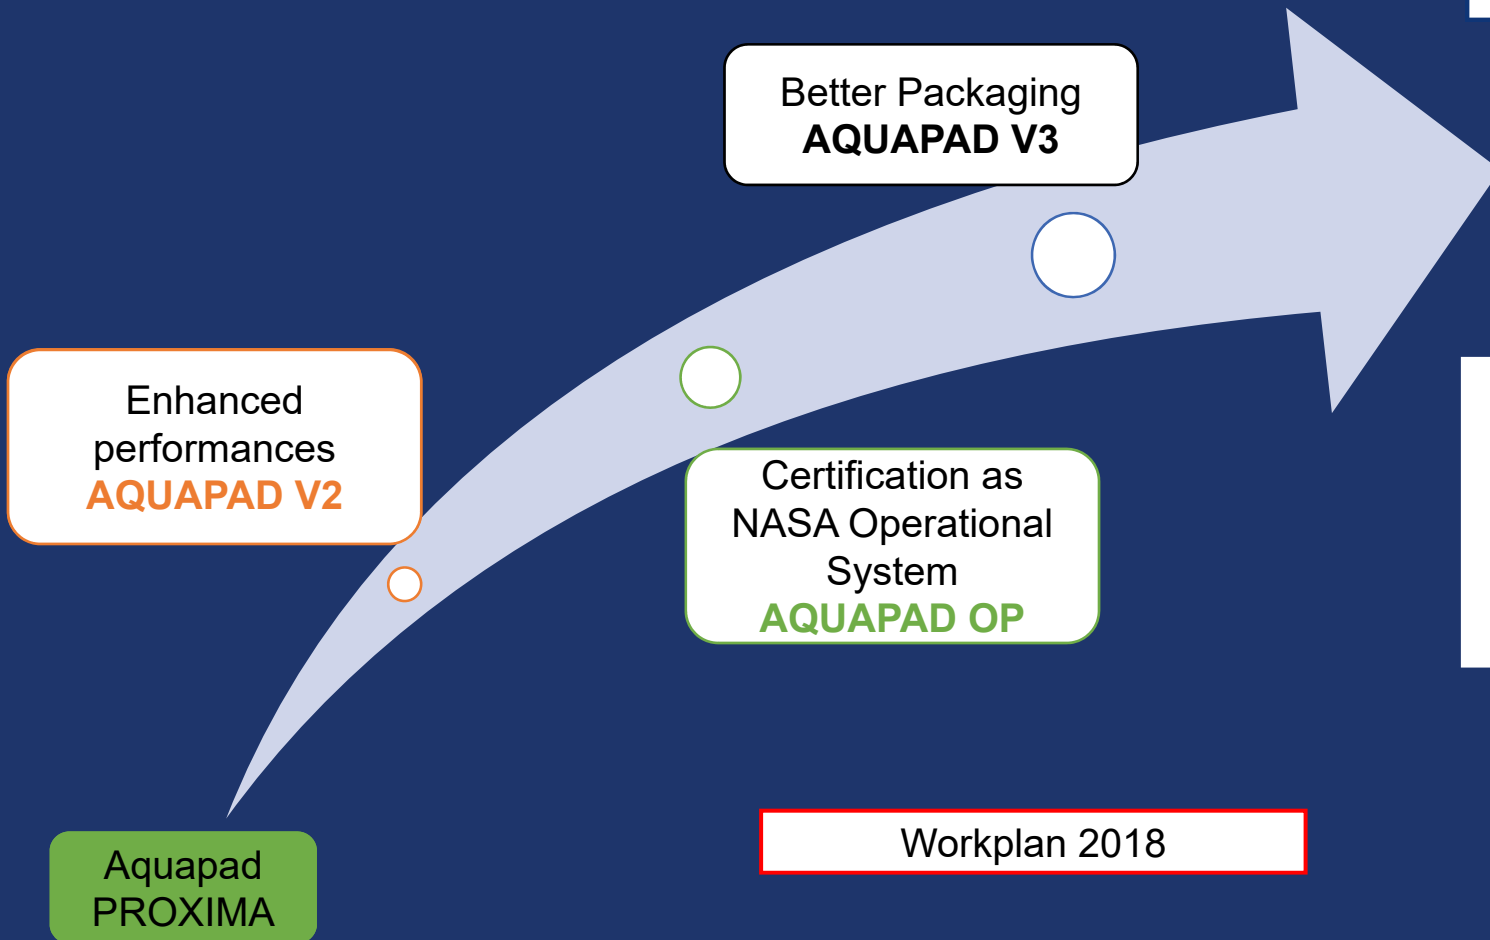 Better Packaging
AQUAPAD V3
Enhanced
performances
AQUAPAD V2
Certification as
NASA Operational
System
AQUAPAD OP
Workplan 2018
Aquapad
PROXIMA